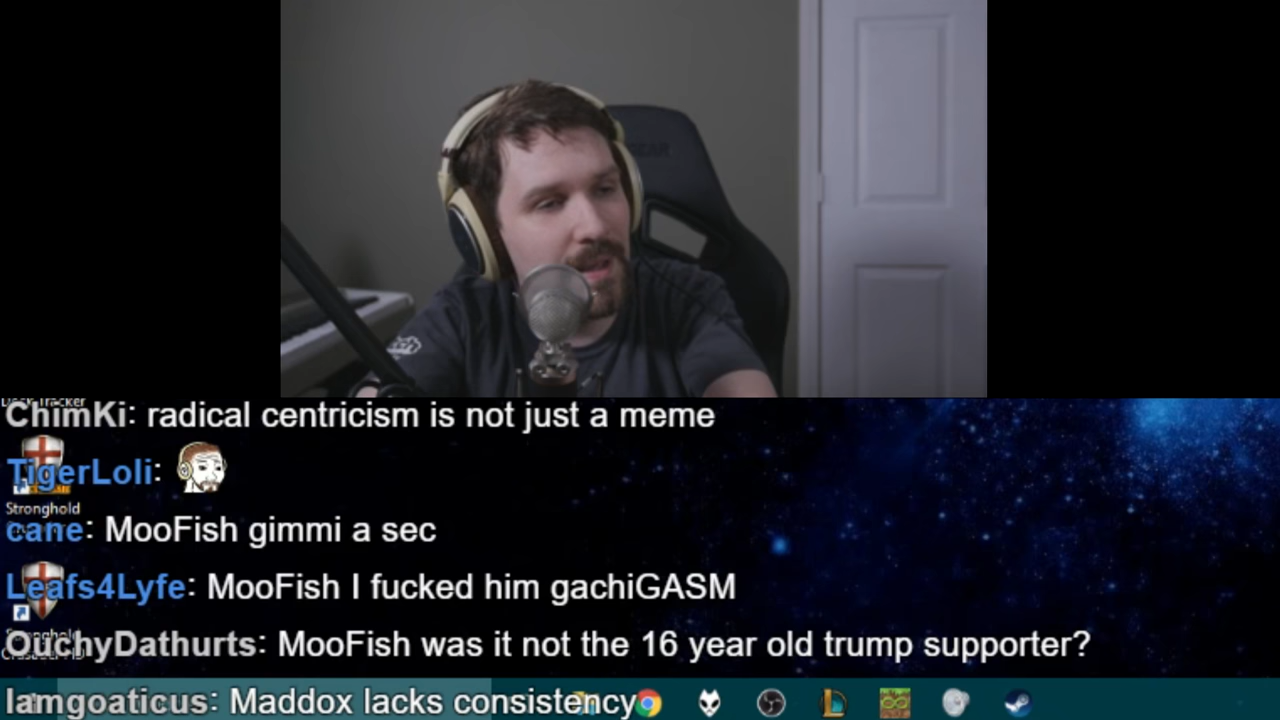 ChimKi: radical centricism is not just a meme
TigerLoli:
Stronghold
cane: MooFish gimmi a sec
Leafs4Lyfe: MooFish I fucked him gachiGASM
OuchyDathurts: MooFish was it not the 16 year old trump supporter?
Iamgoaticus: Maddox lacks consistency